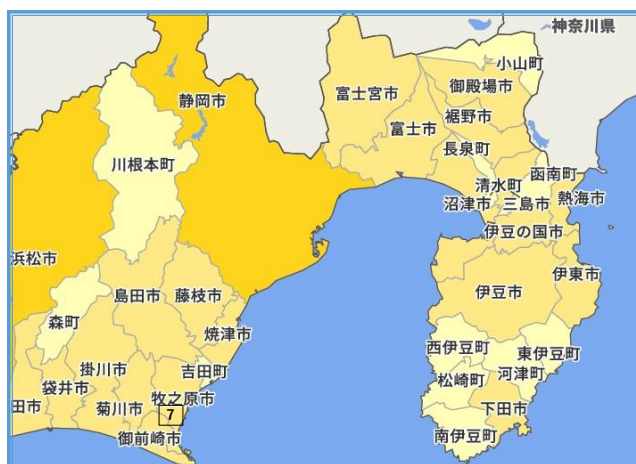 神奈川県
小山町
静岡市
富士宮市
御殿場市
裾野市
富士市
長泉町
川根本町
函南町
清水町
熱海市
沼津市
三島市
伊豆の国市
浜松市
伊東市
島田市
藤枝市
伊豆市
森町
焼津市
西伊豆町
東伊豆町
掛川市
吉田町
河津町
袋井市
松崎町
牧之原市
田市
菊川市
7
下田市
御前崎市
南伊豆町